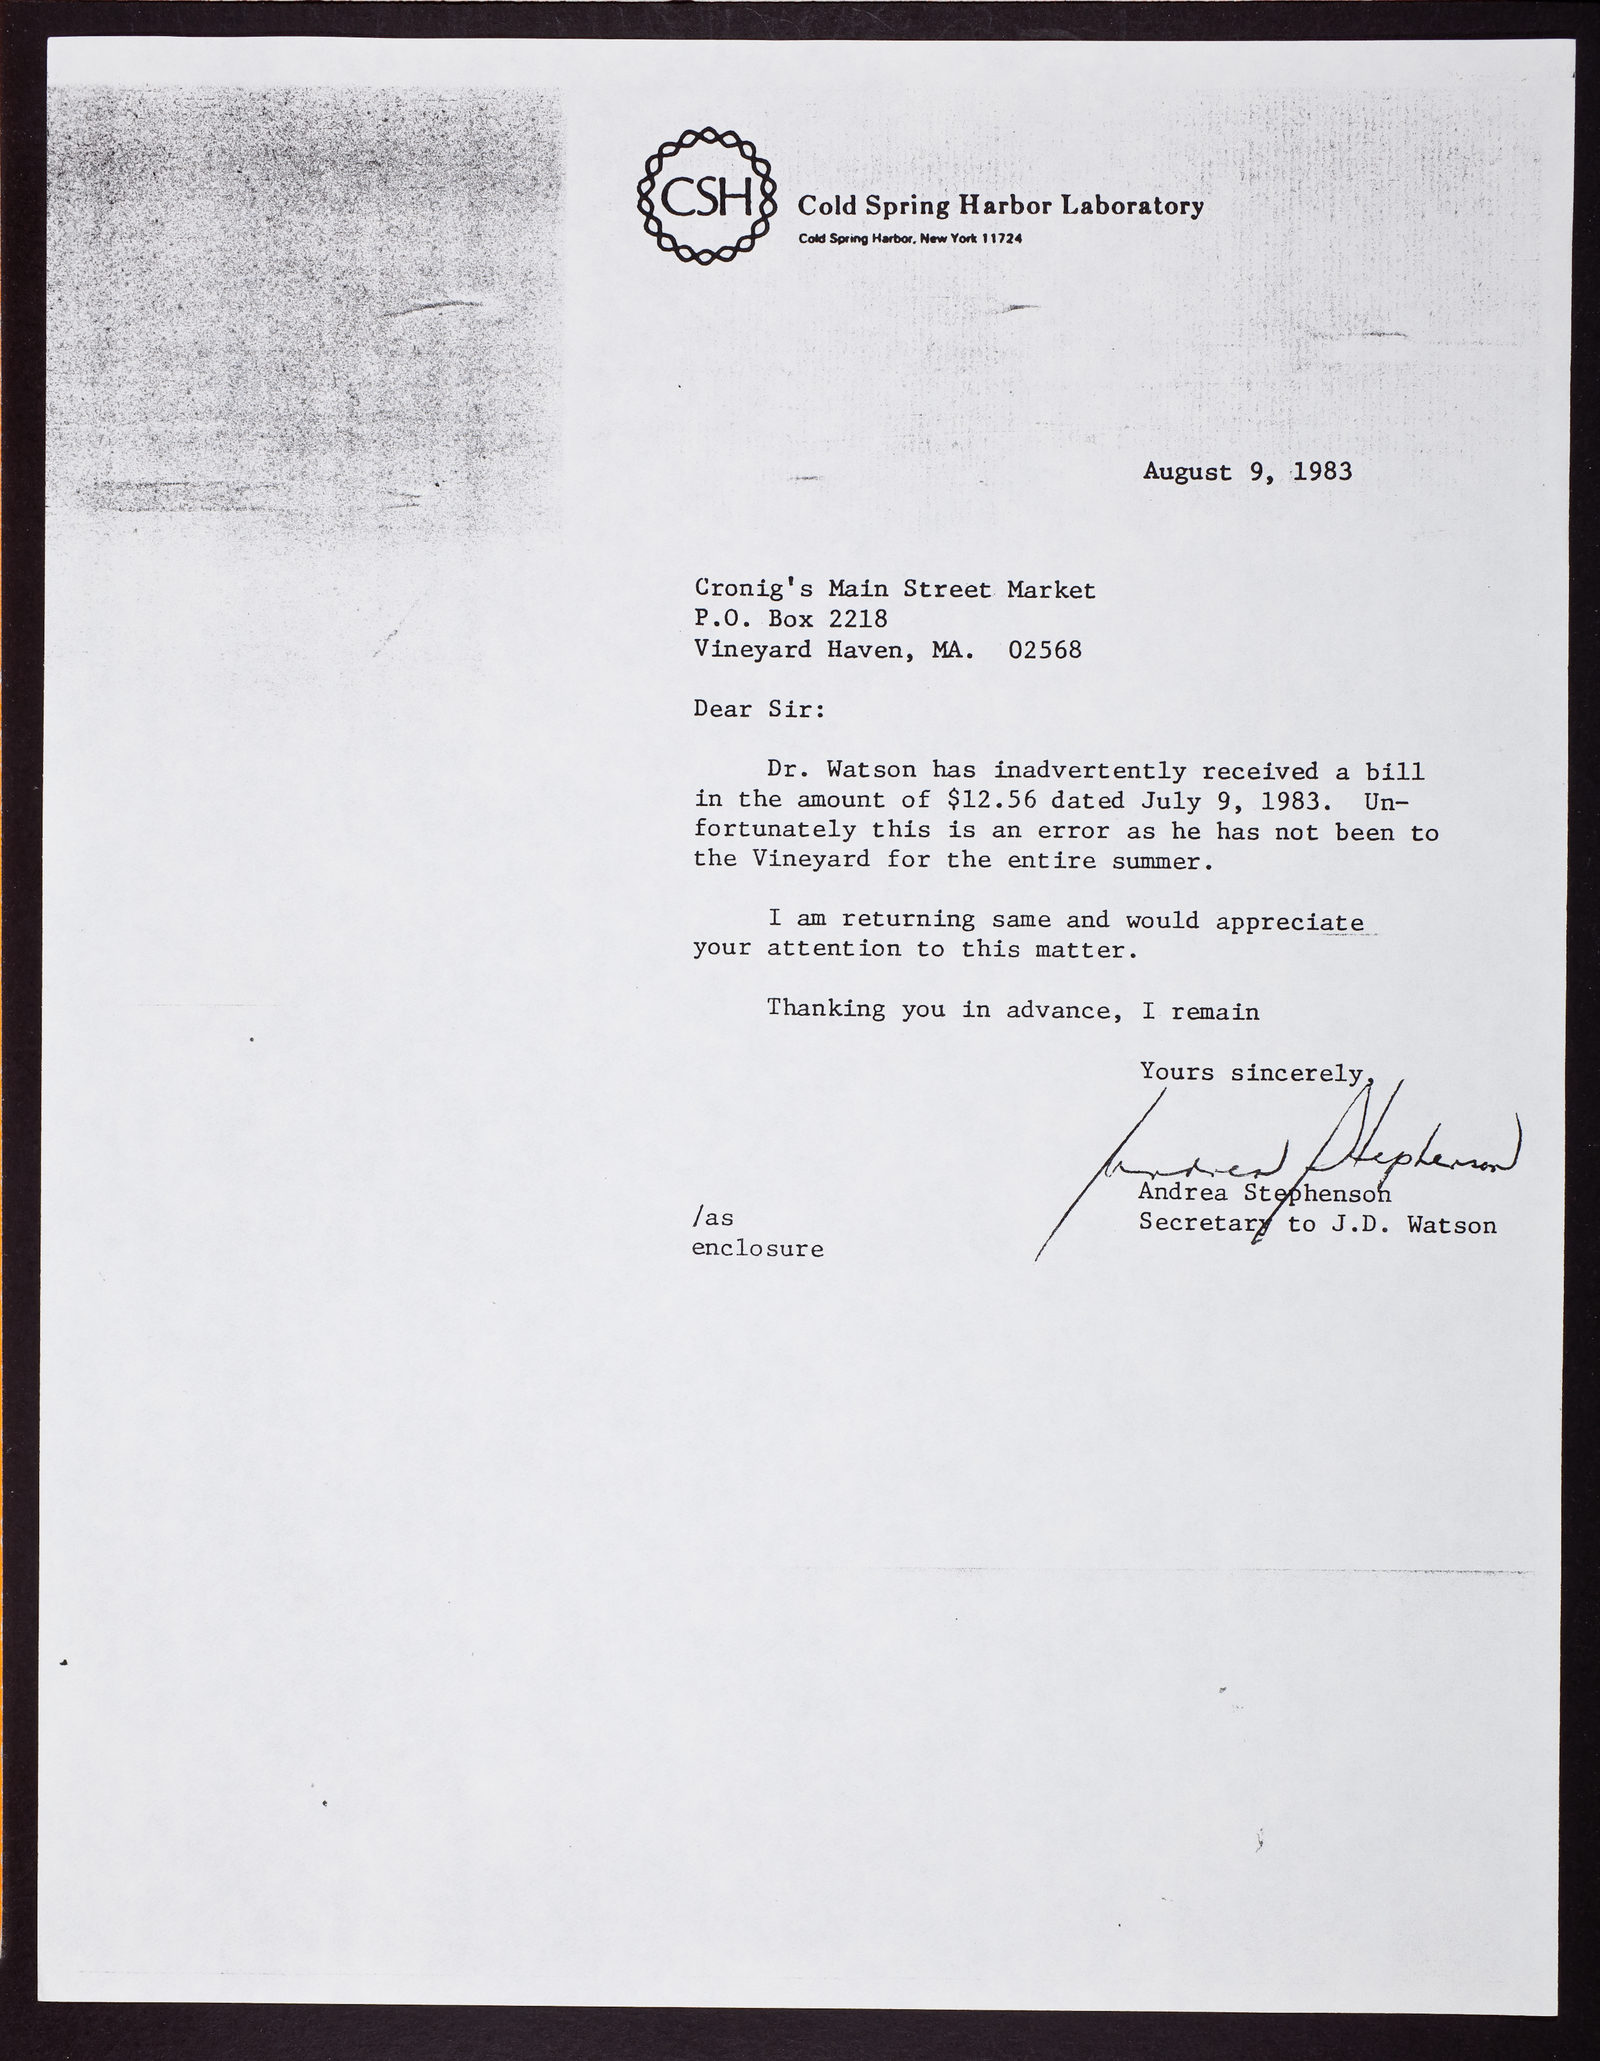 CSH
Cold Spring Harbor Laboratory
Cold Spring Harbor, New York 11724
August 9, 1983
Cronig's Main Street Market
P.O. Box 2218
Vineyard Haven, MA.  02568
Dear Sir:
Dr. Watson has inadvertently received a bill
in the amount of $12.56 dated July 9, 1983.  Un-
fortunately this is an error as he has not been to
the Vineyard for the entire summer.
I am returning same and would appreciate
your attention to this matter.
Thanking you in advance, I remain
Yours sincerely,
Andrea Stephenson
Andrea Stephenson
Secretary to J.D. Watson
/as
enclosure